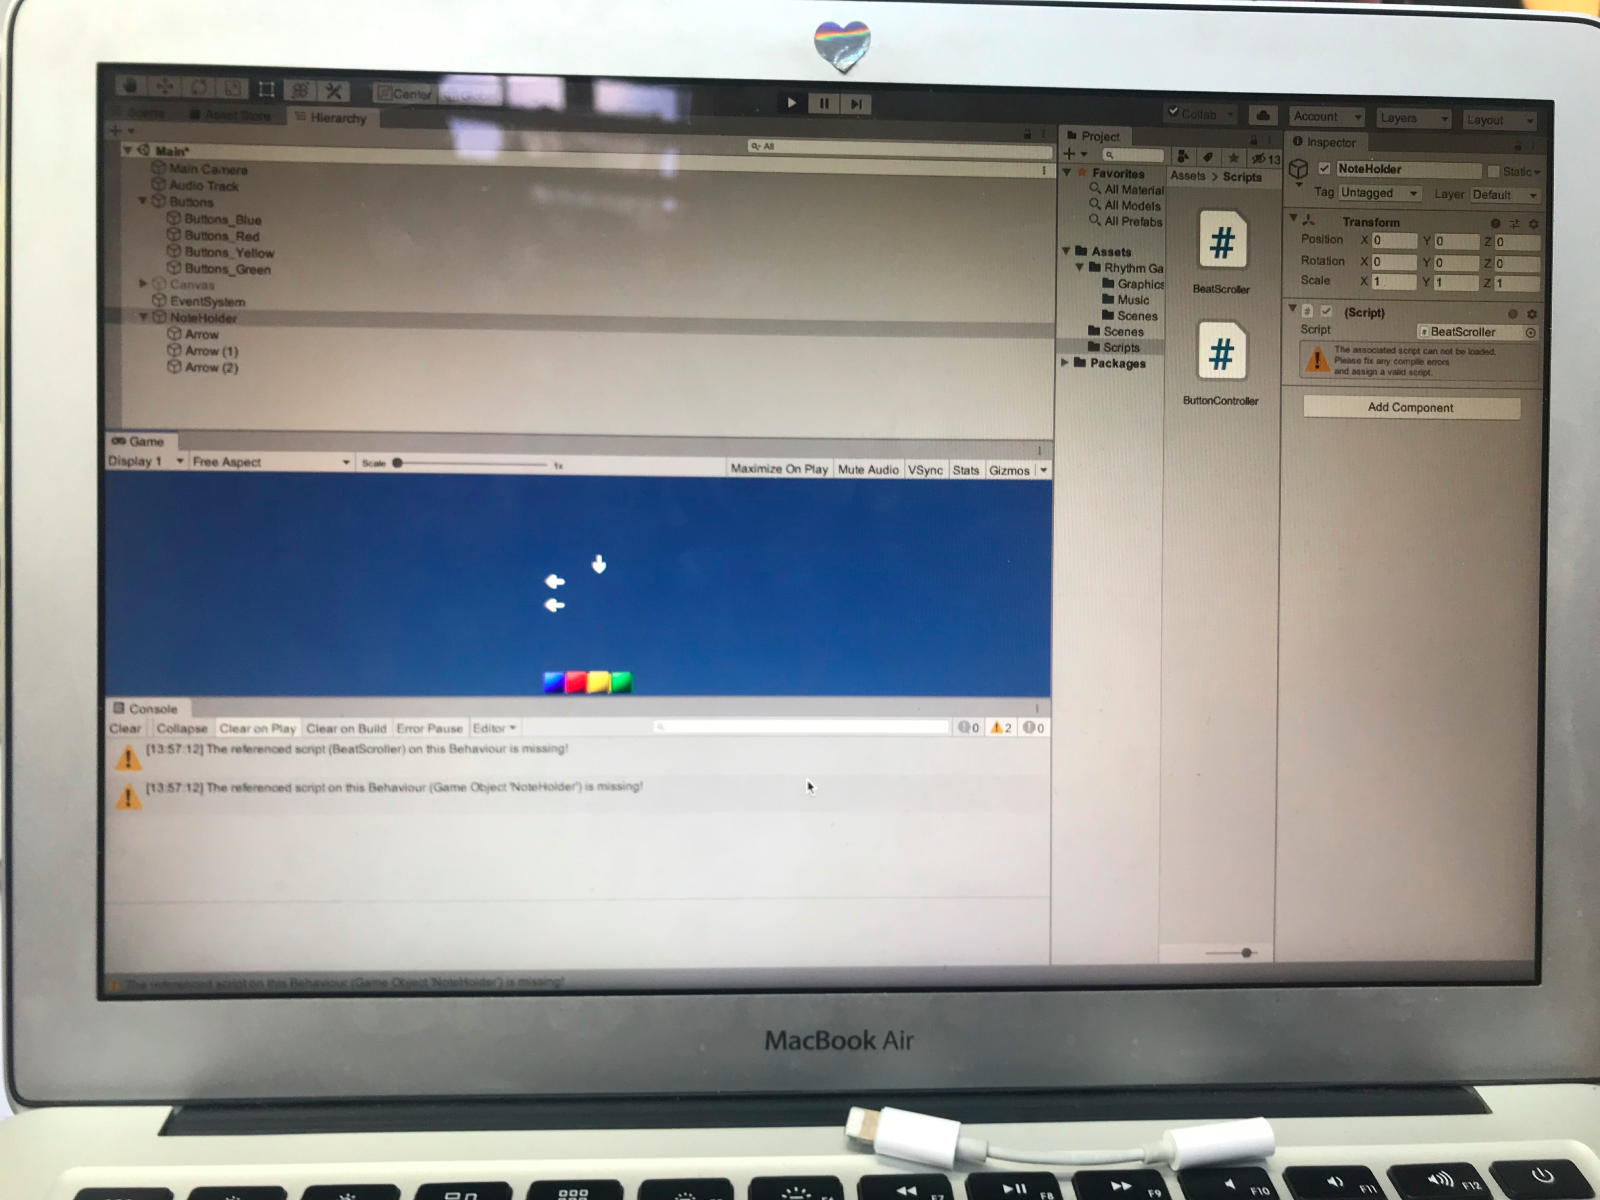 Center
Collab
Account
Layers
Layout
Scene
Asset Store
Hierarchy
All
Main*
Main Camera
Audio Track
Buttons
Buttons_Blue
Buttons_Red
Buttons_Yellow
Buttons_Green
Canvas
EventSystem
NoteHolder
Arrow
Arrow (1)
Arrow (2)
Project
13
Favorites
All Material
All Models
All Prefabs
Assets
Rhythm Ga
Graphics
Music
Scenes
Scenes
Scripts
Packages
Assets > Scripts
#
BeatScroller
#
ButtonController
Inspector
NoteHolder
Static
Tag Untagged Layer Default
Transform
Position X 0 Y 0 Z 0
Rotation X 0 Y 0 Z 0
Scale X 1 Y 1 Z 1
# (Script)
Script # BeatScroller
The associated script can not be loaded.
Please fix any compile errors
and assign a valid script.
Add Component
Game
Display 1 Free Aspect Scale 1x Maximize On Play Mute Audio VSync Stats Gizmos
Console
Clear Collapse Clear on Play Clear on Build Error Pause Editor 0 2 0
[13:57:12] The referenced script (BeatScroller) on this Behaviour is missing!
[13:57:12] The referenced script on this Behaviour (Game Object 'NoteHolder') is missing!
The referenced script on this Behaviour (Game Object 'NoteHolder') is missing!
MacBook Air
F7
F8
F9
F10
F11
F12